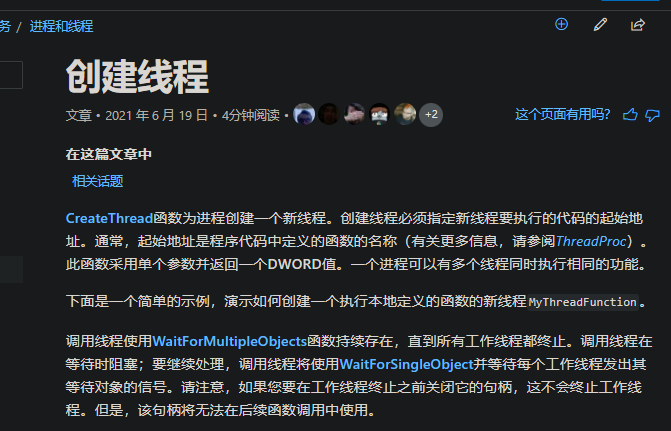 务 / 进程和线程
创建线程
文章 • 2021 年 6 月 19 日 • 4分钟阅读 •
+2
这个页面有用吗?
在这篇文章中
相关话题
CreateThread函数为进程创建一个新线程。创建线程必须指定新线程要执行的代码的起始地
址。通常，起始地址是程序代码中定义的函数的名称（有关更多信息，请参阅ThreadProc）。
此函数采用单个参数并返回一个DWORD值。一个进程可以有多个线程同时执行相同的功能。
下面是一个简单的示例，演示如何创建一个执行本地定义的函数的新线程MyThreadFunction。
调用线程使用WaitForMultipleObjects函数持续存在，直到所有工作线程都终止。调用线程在
等待时阻塞；要继续处理，调用线程将使用WaitForSingleObject并等待每个工作线程发出其
等待对象的信号。请注意，如果您要在工作线程终止之前关闭它的句柄，这不会终止工作线
程。但是，该句柄将无法在后续函数调用中使用。